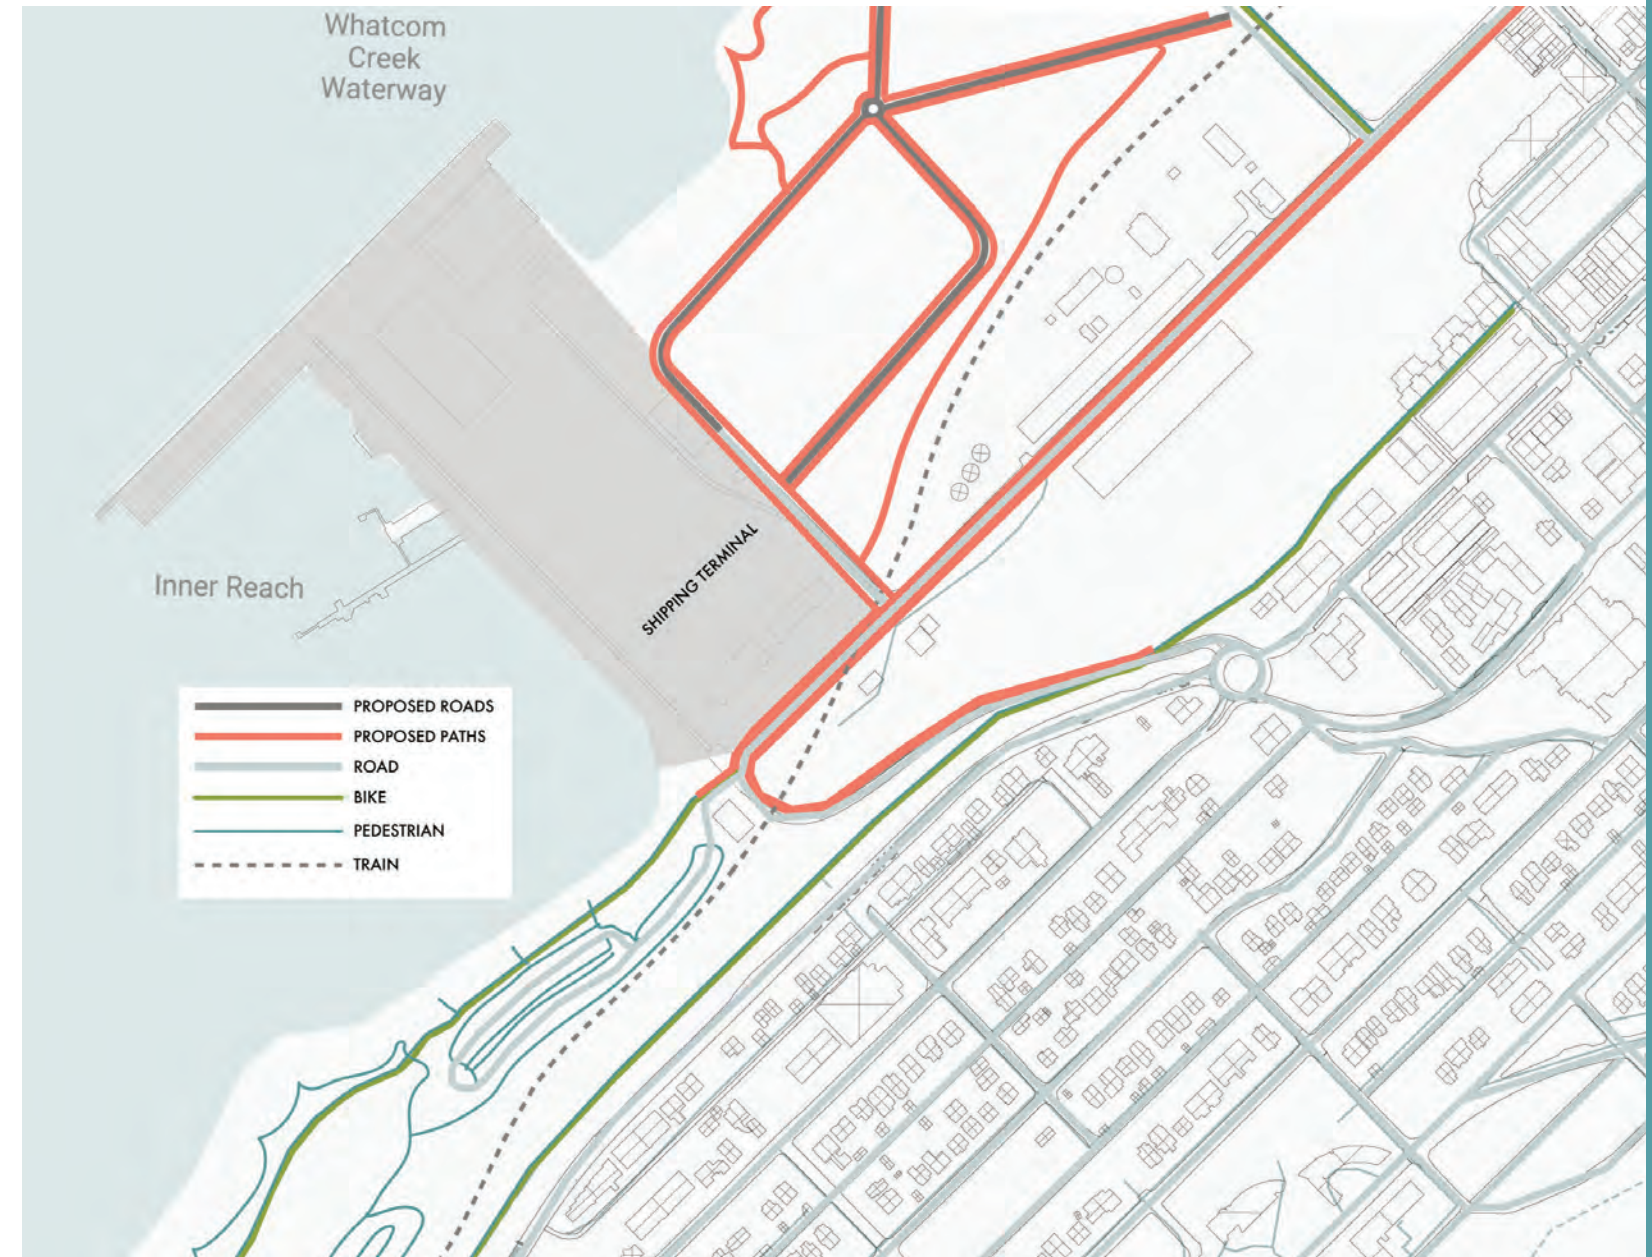 Whatcom
Creek
Waterway
Inner Reach
SHIPPING TERMINAL
PROPOSED ROADS
PROPOSED PATHS
ROAD
BIKE
PEDESTRIAN
TRAIN